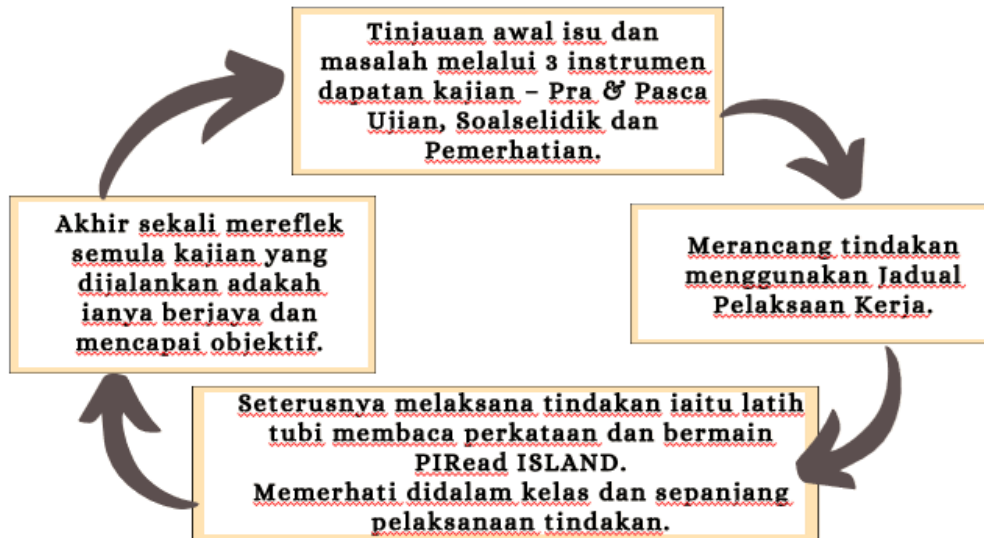 Tinjauan awal isu dan
masalah melalui 3 instrumen
dapatan kajian – Pra & Pasca
Ujian, Soalselidik dan
Pemerhatian.
Merancang tindakan
menggunakan Jadual
Pelaksaan Kerja.
Seterusnya melaksana tindakan iaitu latih
tubi membaca perkataan dan bermain
PIRead ISLAND.
Memerhati didalam kelas dan sepanjang
pelaksanaan tindakan.
Akhir sekali mereflek
semula kajian yang
dijalankan adakah
ianya berjaya dan
mencapai objektif.